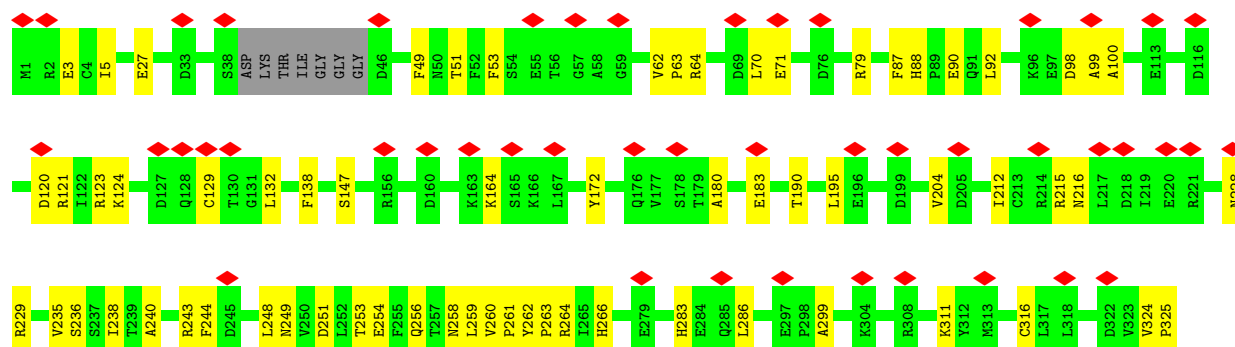 M1 R2 E3 C4 I5 E27 D33 S38 ASP LYS THR ILE GLY GLY GLY D46 F49 N50 T51 F52 F53 S54 E55 T56 G57 A58 G59 V62 P63 R64 D69 L70 E71 D76 R79 F87 H88 P89 E90 Q91 L92 K96 E97 D98 A99 A100 E113 D116
D120 R121 I122 R123 K124 D127 Q128 C129 T130 G131 L132 F138 S147 R156 D160 K163 K164 S165 K166 L167 Y172 Q176 V177 S178 T179 A180 E183 T190 L195 E196 D199 V204 D205 I212 C213 R214 R215 N216 L217 D218 I219 E220 R221 N228
R229 V235 S236 S237 I238 T239 A240 R243 F244 D245 L248 N249 V250 D251 L252 T253 E254 F255 Q256 T257 N258 L259 V260 P261 Y262 P263 R264 I265 H266 E279 H283 E284 Q285 L286 E297 P298 A299 K304 R308 K311 Y312 M313 C316 L317 L318 D322 V323 V324 P325